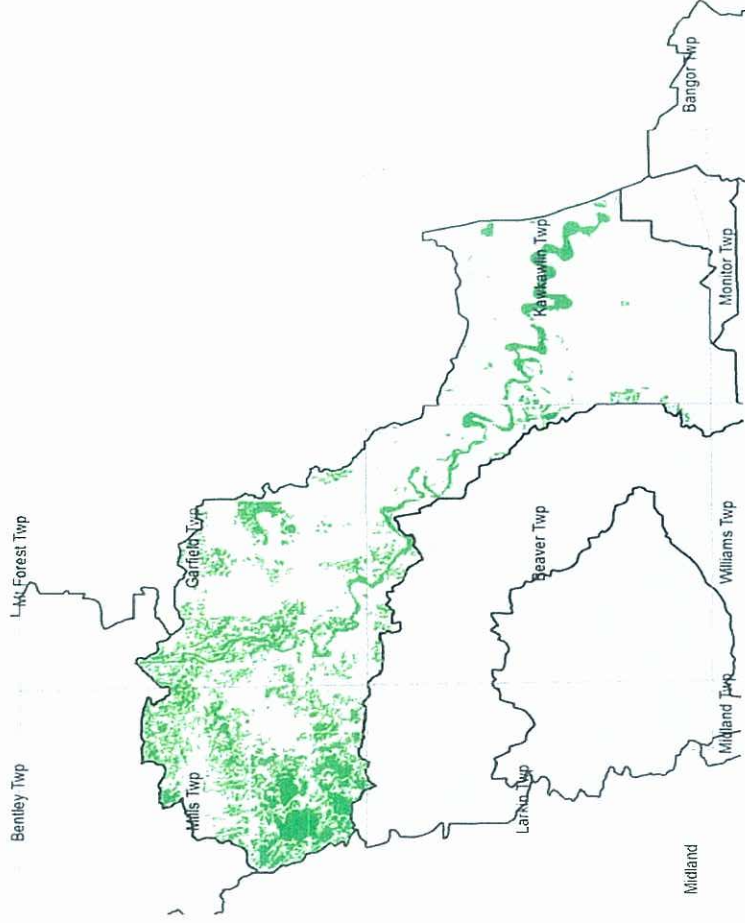 Bentley Twp
Mt Forest Twp
Mills Twp
Garfield Twp
Kawkawlin Twp
Bangor Twp
Larkin Twp
Beaver Twp
Monitor Twp
Midland
Midland Twp
Williams Twp